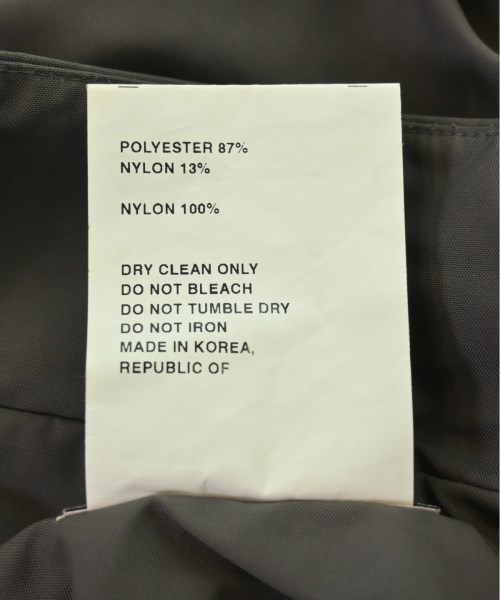 POLYESTER 87%
NYLON 13%
NYLON 100%
DRY CLEAN ONLY
DO NOT BLEACH
DO NOT TUMBLE DRY
DO NOT IRON
MADE IN KOREA,
REPUBLIC OF